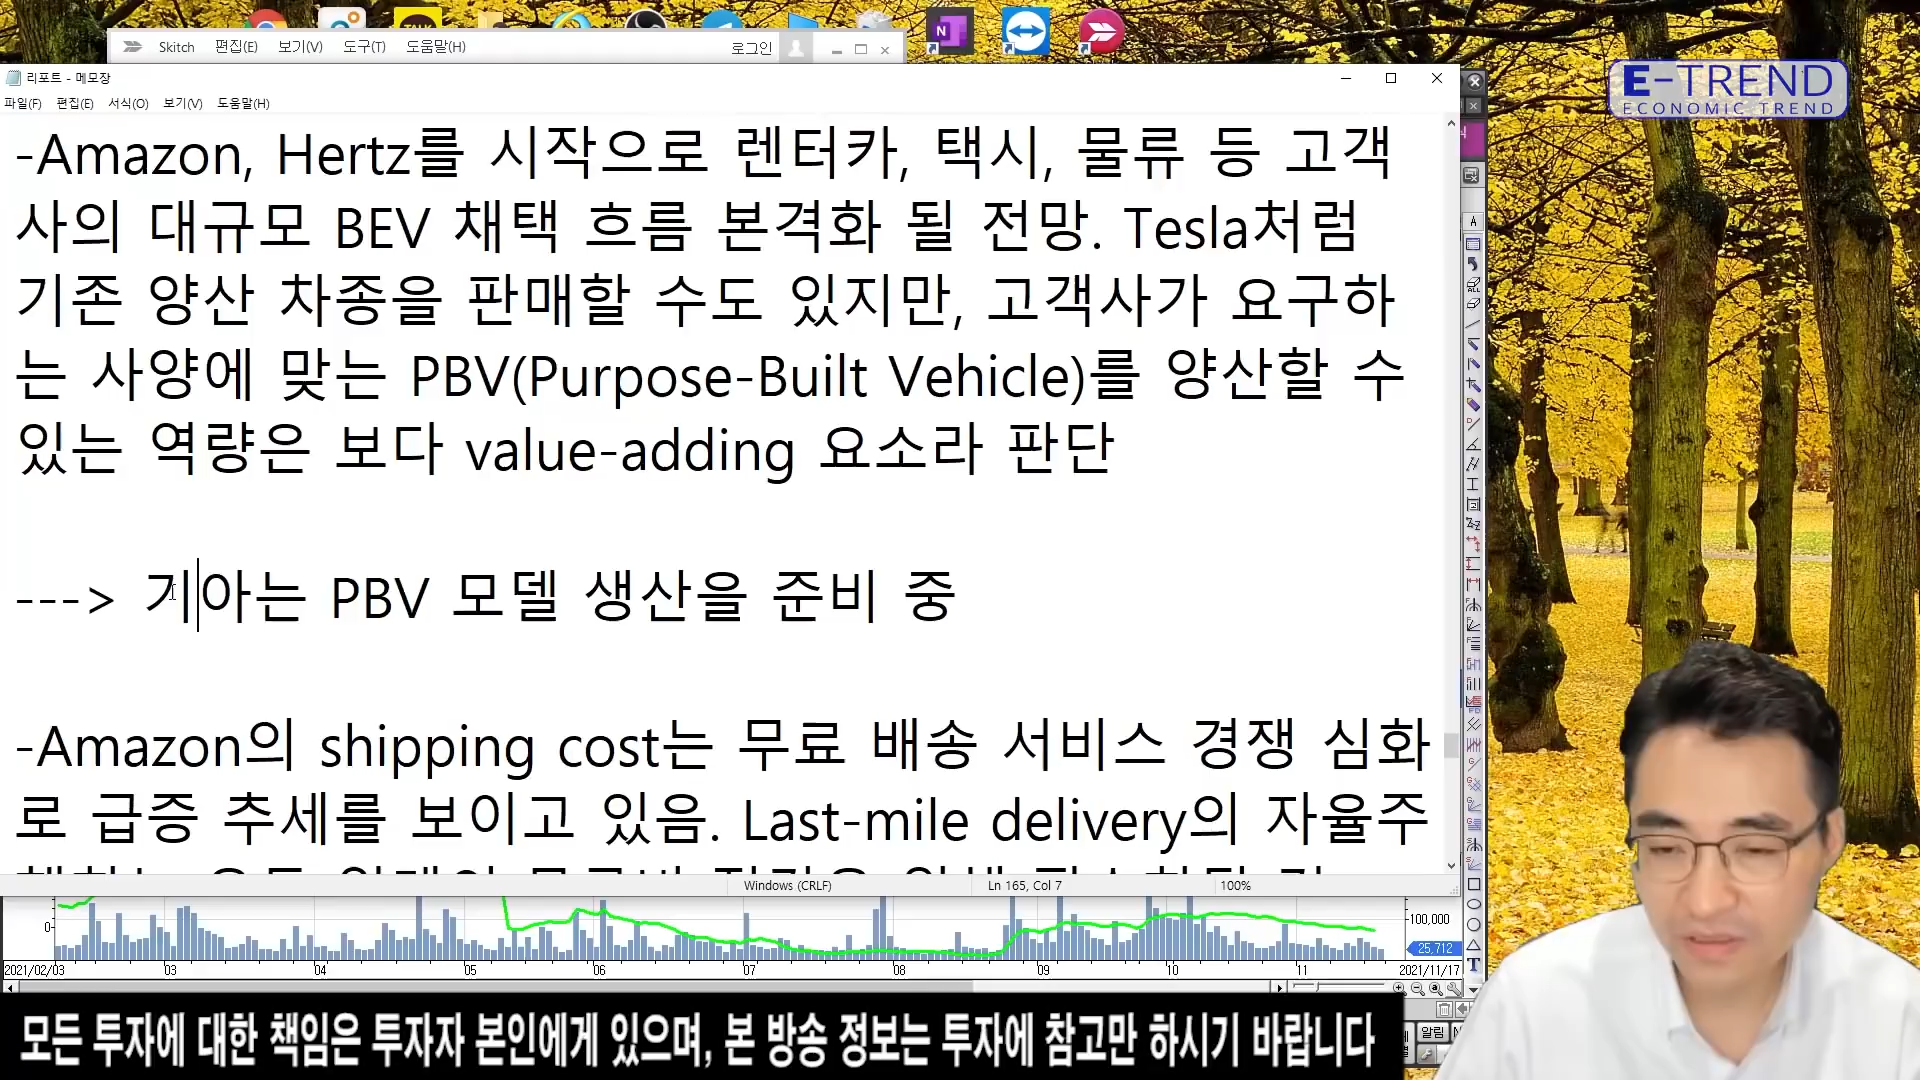 Skitch 편집(E) 보기(V) 도구(T) 도움말(H) 로그인
리포트 - 메모장
파일(F) 편집(E) 서식(O) 보기(V) 도움말(H)
E-TREND
ECONOMIC TREND
-Amazon, Hertz를 시작으로 렌터카, 택시, 물류 등 고객
사의 대규모 BEV 채택 흐름 본격화 될 전망. Tesla처럼
기존 양산 차종을 판매할 수도 있지만, 고객사가 요구하
는 사양에 맞는 PBV(Purpose-Built Vehicle)를 양산할 수
있는 역량은 보다 value-adding 요소라 판단
---> 기아는 PBV 모델 생산을 준비 중
-Amazon의 shipping cost는 무료 배송 서비스 경쟁 심화
로 급증 추세를 보이고 있음. Last-mile delivery의 자율주
Windows (CRLF) Ln 165, Col 7 100%
0
100,000
25,712
2021/02/03 03 04 05 06 07 08 09 10 11 2021/11/17
알림
모든 투자에 대한 책임은 투자자 본인에게 있으며, 본 방송 정보는 투자에 참고만 하시기 바랍니다